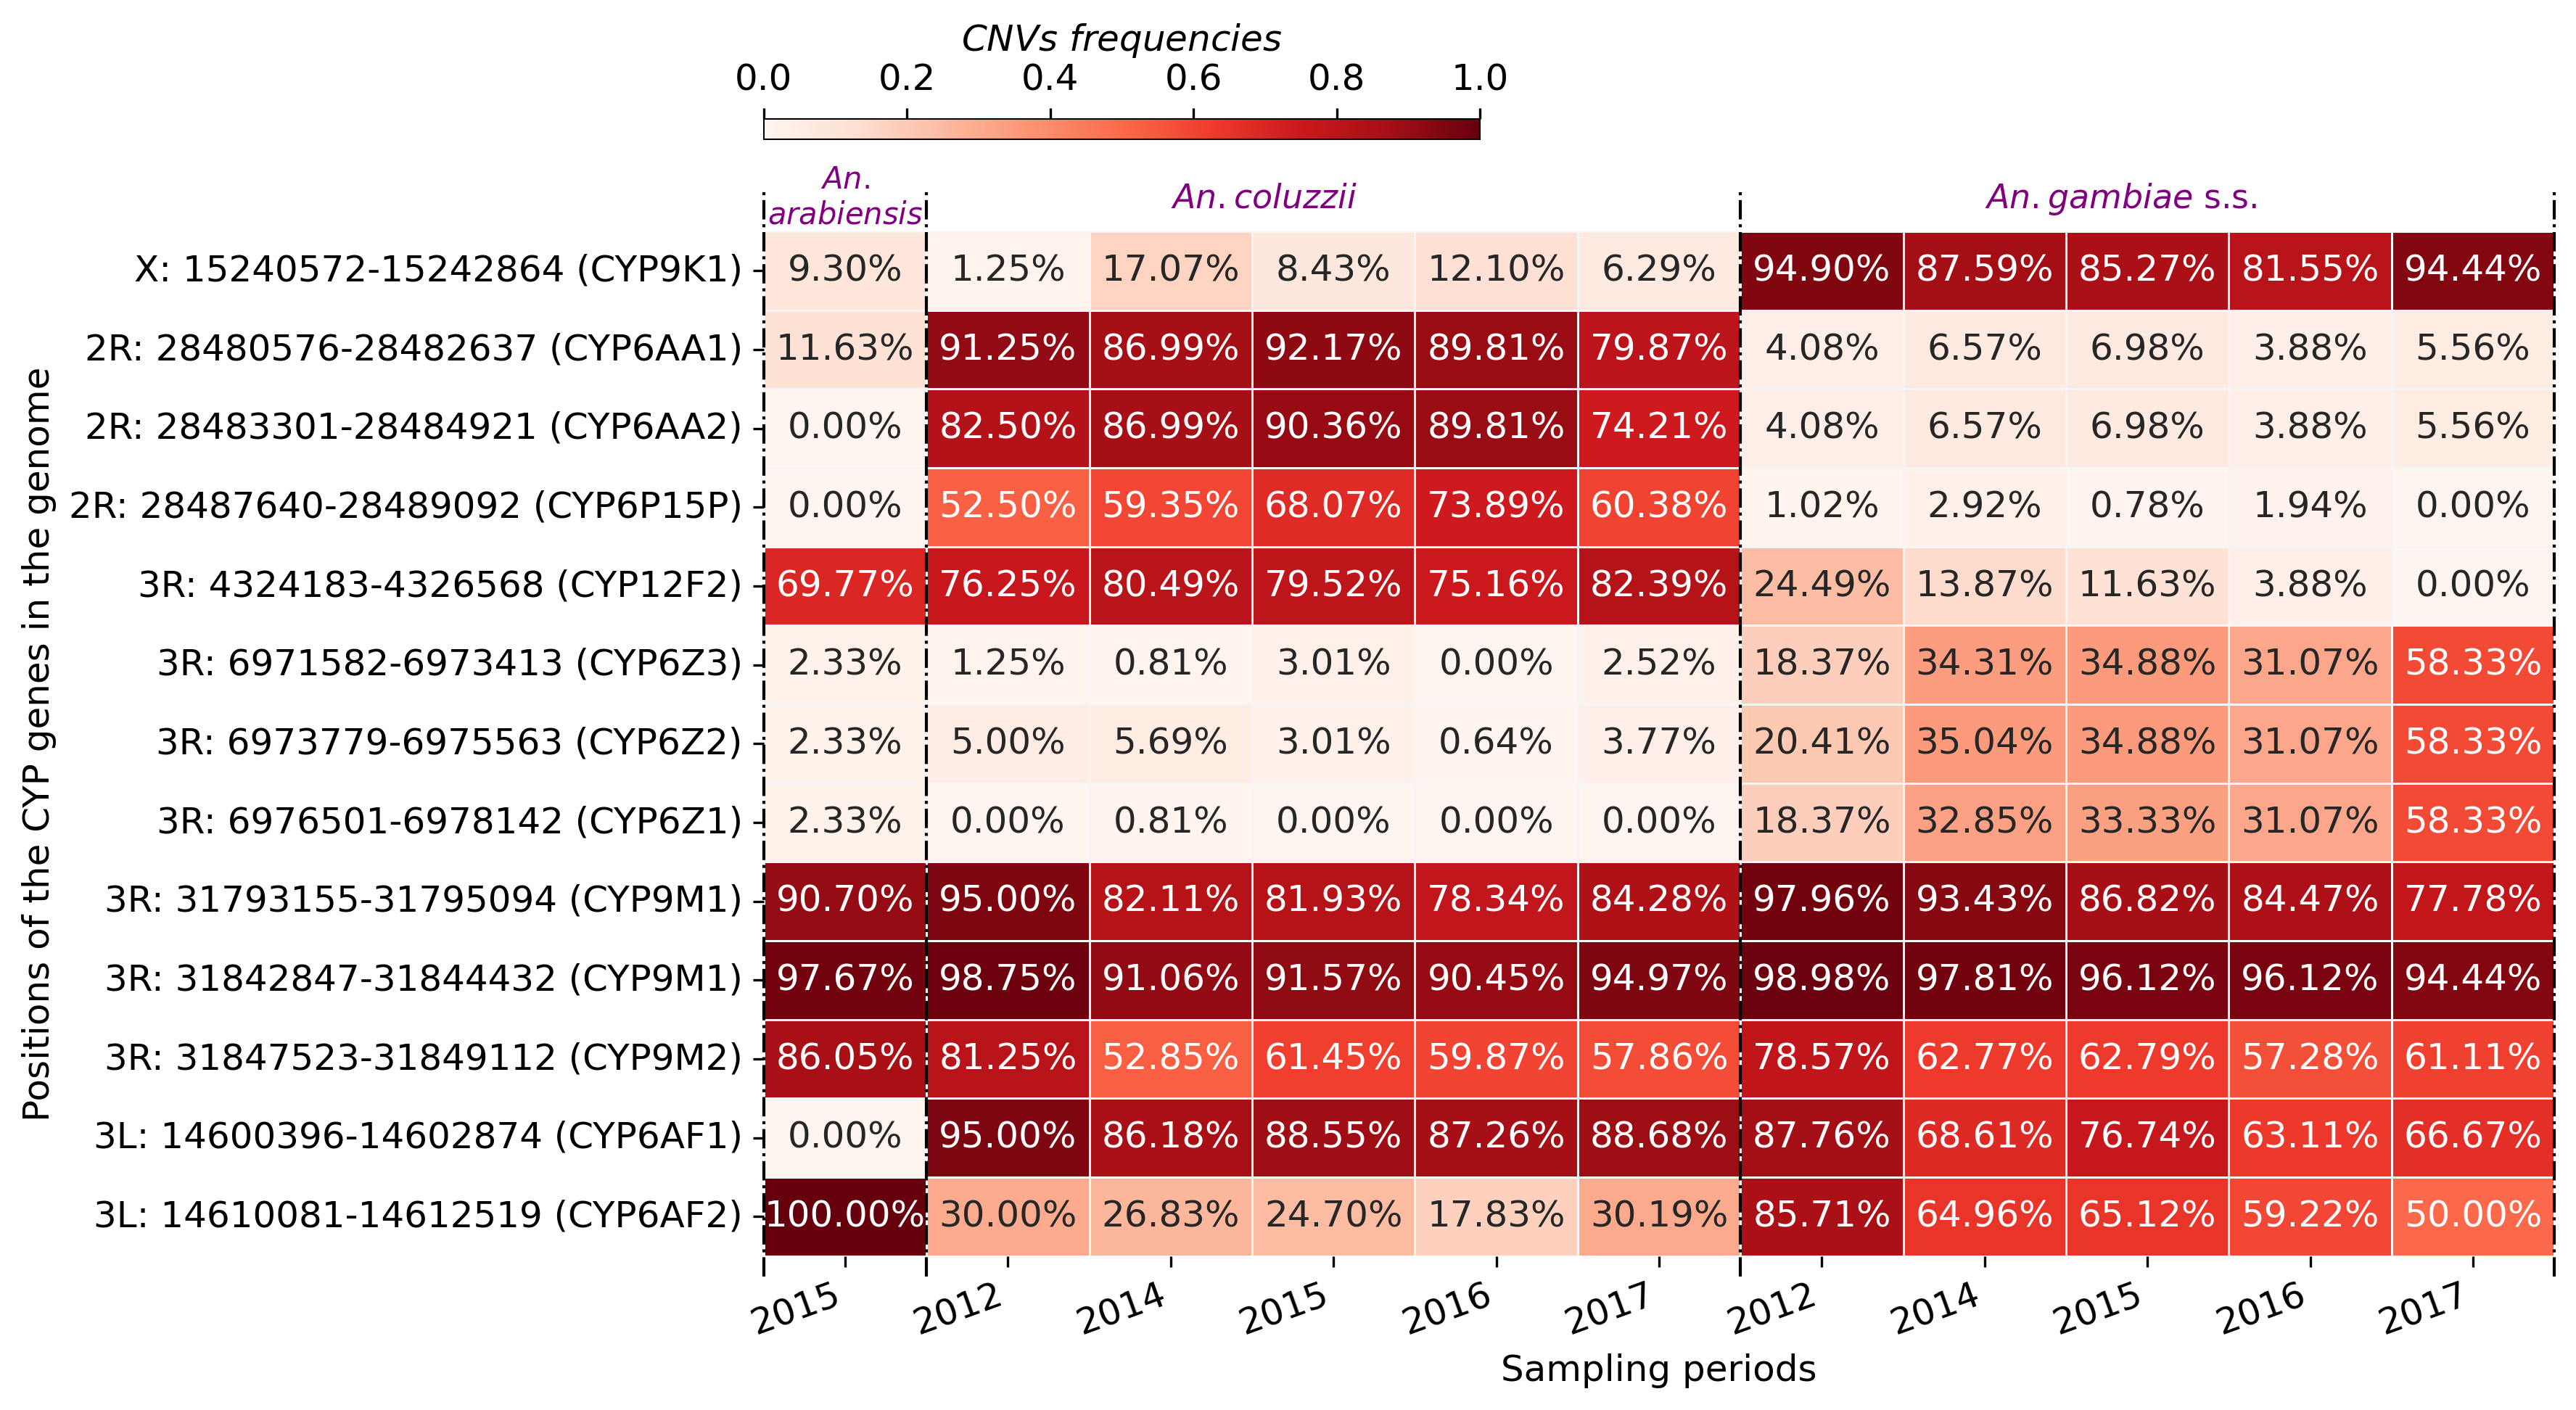 CNVs frequencies
0.0 0.2 0.4 0.6 0.8 1.0
An. arabiensis
An. coluzzii
An. gambiae s.s.
Positions of the CYP genes in the genome
X: 15240572-15242864 (CYP9K1) 9.30% 1.25% 17.07% 8.43% 12.10% 6.29% 94.90% 87.59% 85.27% 81.55% 94.44%
2R: 28480576-28482637 (CYP6AA1) 11.63% 91.25% 86.99% 92.17% 89.81% 79.87% 4.08% 6.57% 6.98% 3.88% 5.56%
2R: 28483301-28484921 (CYP6AA2) 0.00% 82.50% 86.99% 90.36% 89.81% 74.21% 4.08% 6.57% 6.98% 3.88% 5.56%
2R: 28487640-28489092 (CYP6P15P) 0.00% 52.50% 59.35% 68.07% 73.89% 60.38% 1.02% 2.92% 0.78% 1.94% 0.00%
3R: 4324183-4326568 (CYP12F2) 69.77% 76.25% 80.49% 79.52% 75.16% 82.39% 24.49% 13.87% 11.63% 3.88% 0.00%
3R: 6971582-6973413 (CYP6Z3) 2.33% 1.25% 0.81% 3.01% 0.00% 2.52% 18.37% 34.31% 34.88% 31.07% 58.33%
3R: 6973779-6975563 (CYP6Z2) 2.33% 5.00% 5.69% 3.01% 0.64% 3.77% 20.41% 35.04% 34.88% 31.07% 58.33%
3R: 6976501-6978142 (CYP6Z1) 2.33% 0.00% 0.81% 0.00% 0.00% 0.00% 18.37% 32.85% 33.33% 31.07% 58.33%
3R: 31793155-31795094 (CYP9M1) 90.70% 95.00% 82.11% 81.93% 78.34% 84.28% 97.96% 93.43% 86.82% 84.47% 77.78%
3R: 31842847-31844432 (CYP9M1) 97.67% 98.75% 91.06% 91.57% 90.45% 94.97% 98.98% 97.81% 96.12% 96.12% 94.44%
3R: 31847523-31849112 (CYP9M2) 86.05% 81.25% 52.85% 61.45% 59.87% 57.86% 78.57% 62.77% 62.79% 57.28% 61.11%
3L: 14600396-14602874 (CYP6AF1) 0.00% 95.00% 86.18% 88.55% 87.26% 88.68% 87.76% 68.61% 76.74% 63.11% 66.67%
3L: 14610081-14612519 (CYP6AF2) 100.00% 30.00% 26.83% 24.70% 17.83% 30.19% 85.71% 64.96% 65.12% 59.22% 50.00%
2015 2012 2014 2015 2016 2017 2012 2014 2015 2016 2017
Sampling periods